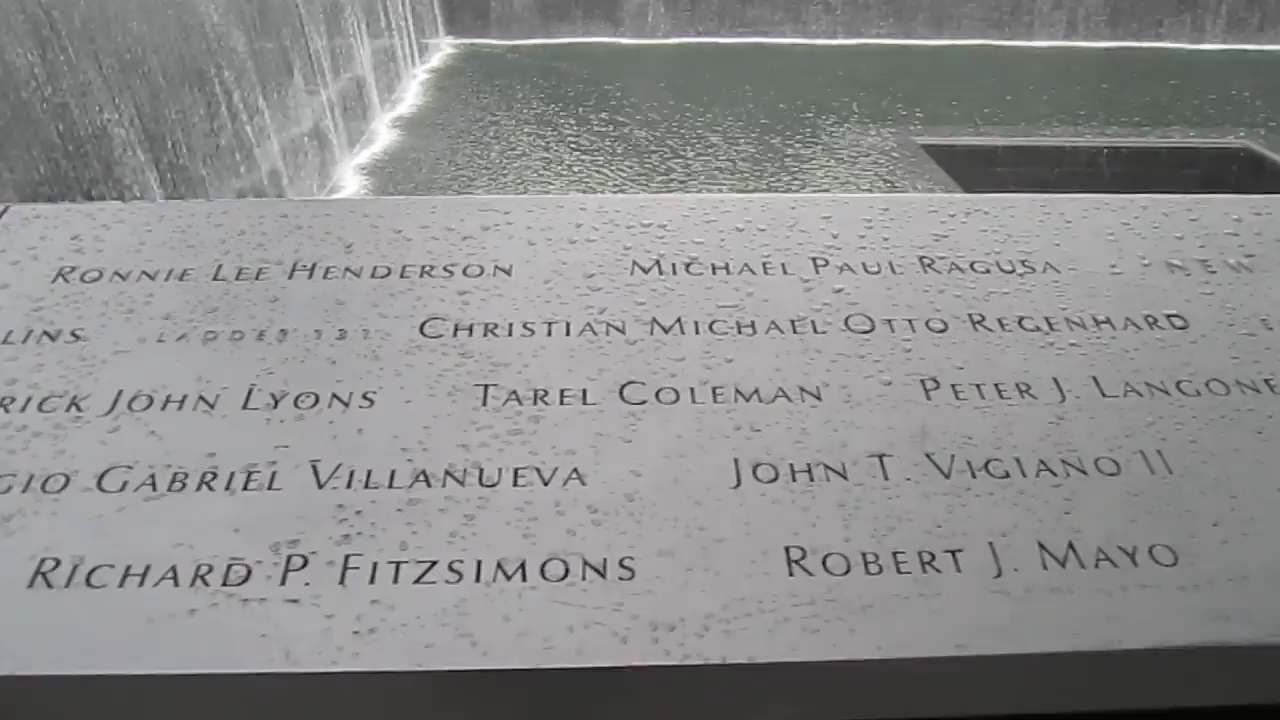 RONNIE LEE HENDERSON MICHAEL PAUL RAGUSA NEW
LINS LADDER 131 CHRISTIAN MICHAEL OTTO REGENHARD
RICK JOHN LYONS TAREL COLEMAN PETER J. LANGONE
GIO GABRIEL VILLANUEVA JOHN T. VIGIANO II
RICHARD P. FITZSIMONS ROBERT J. MAYO